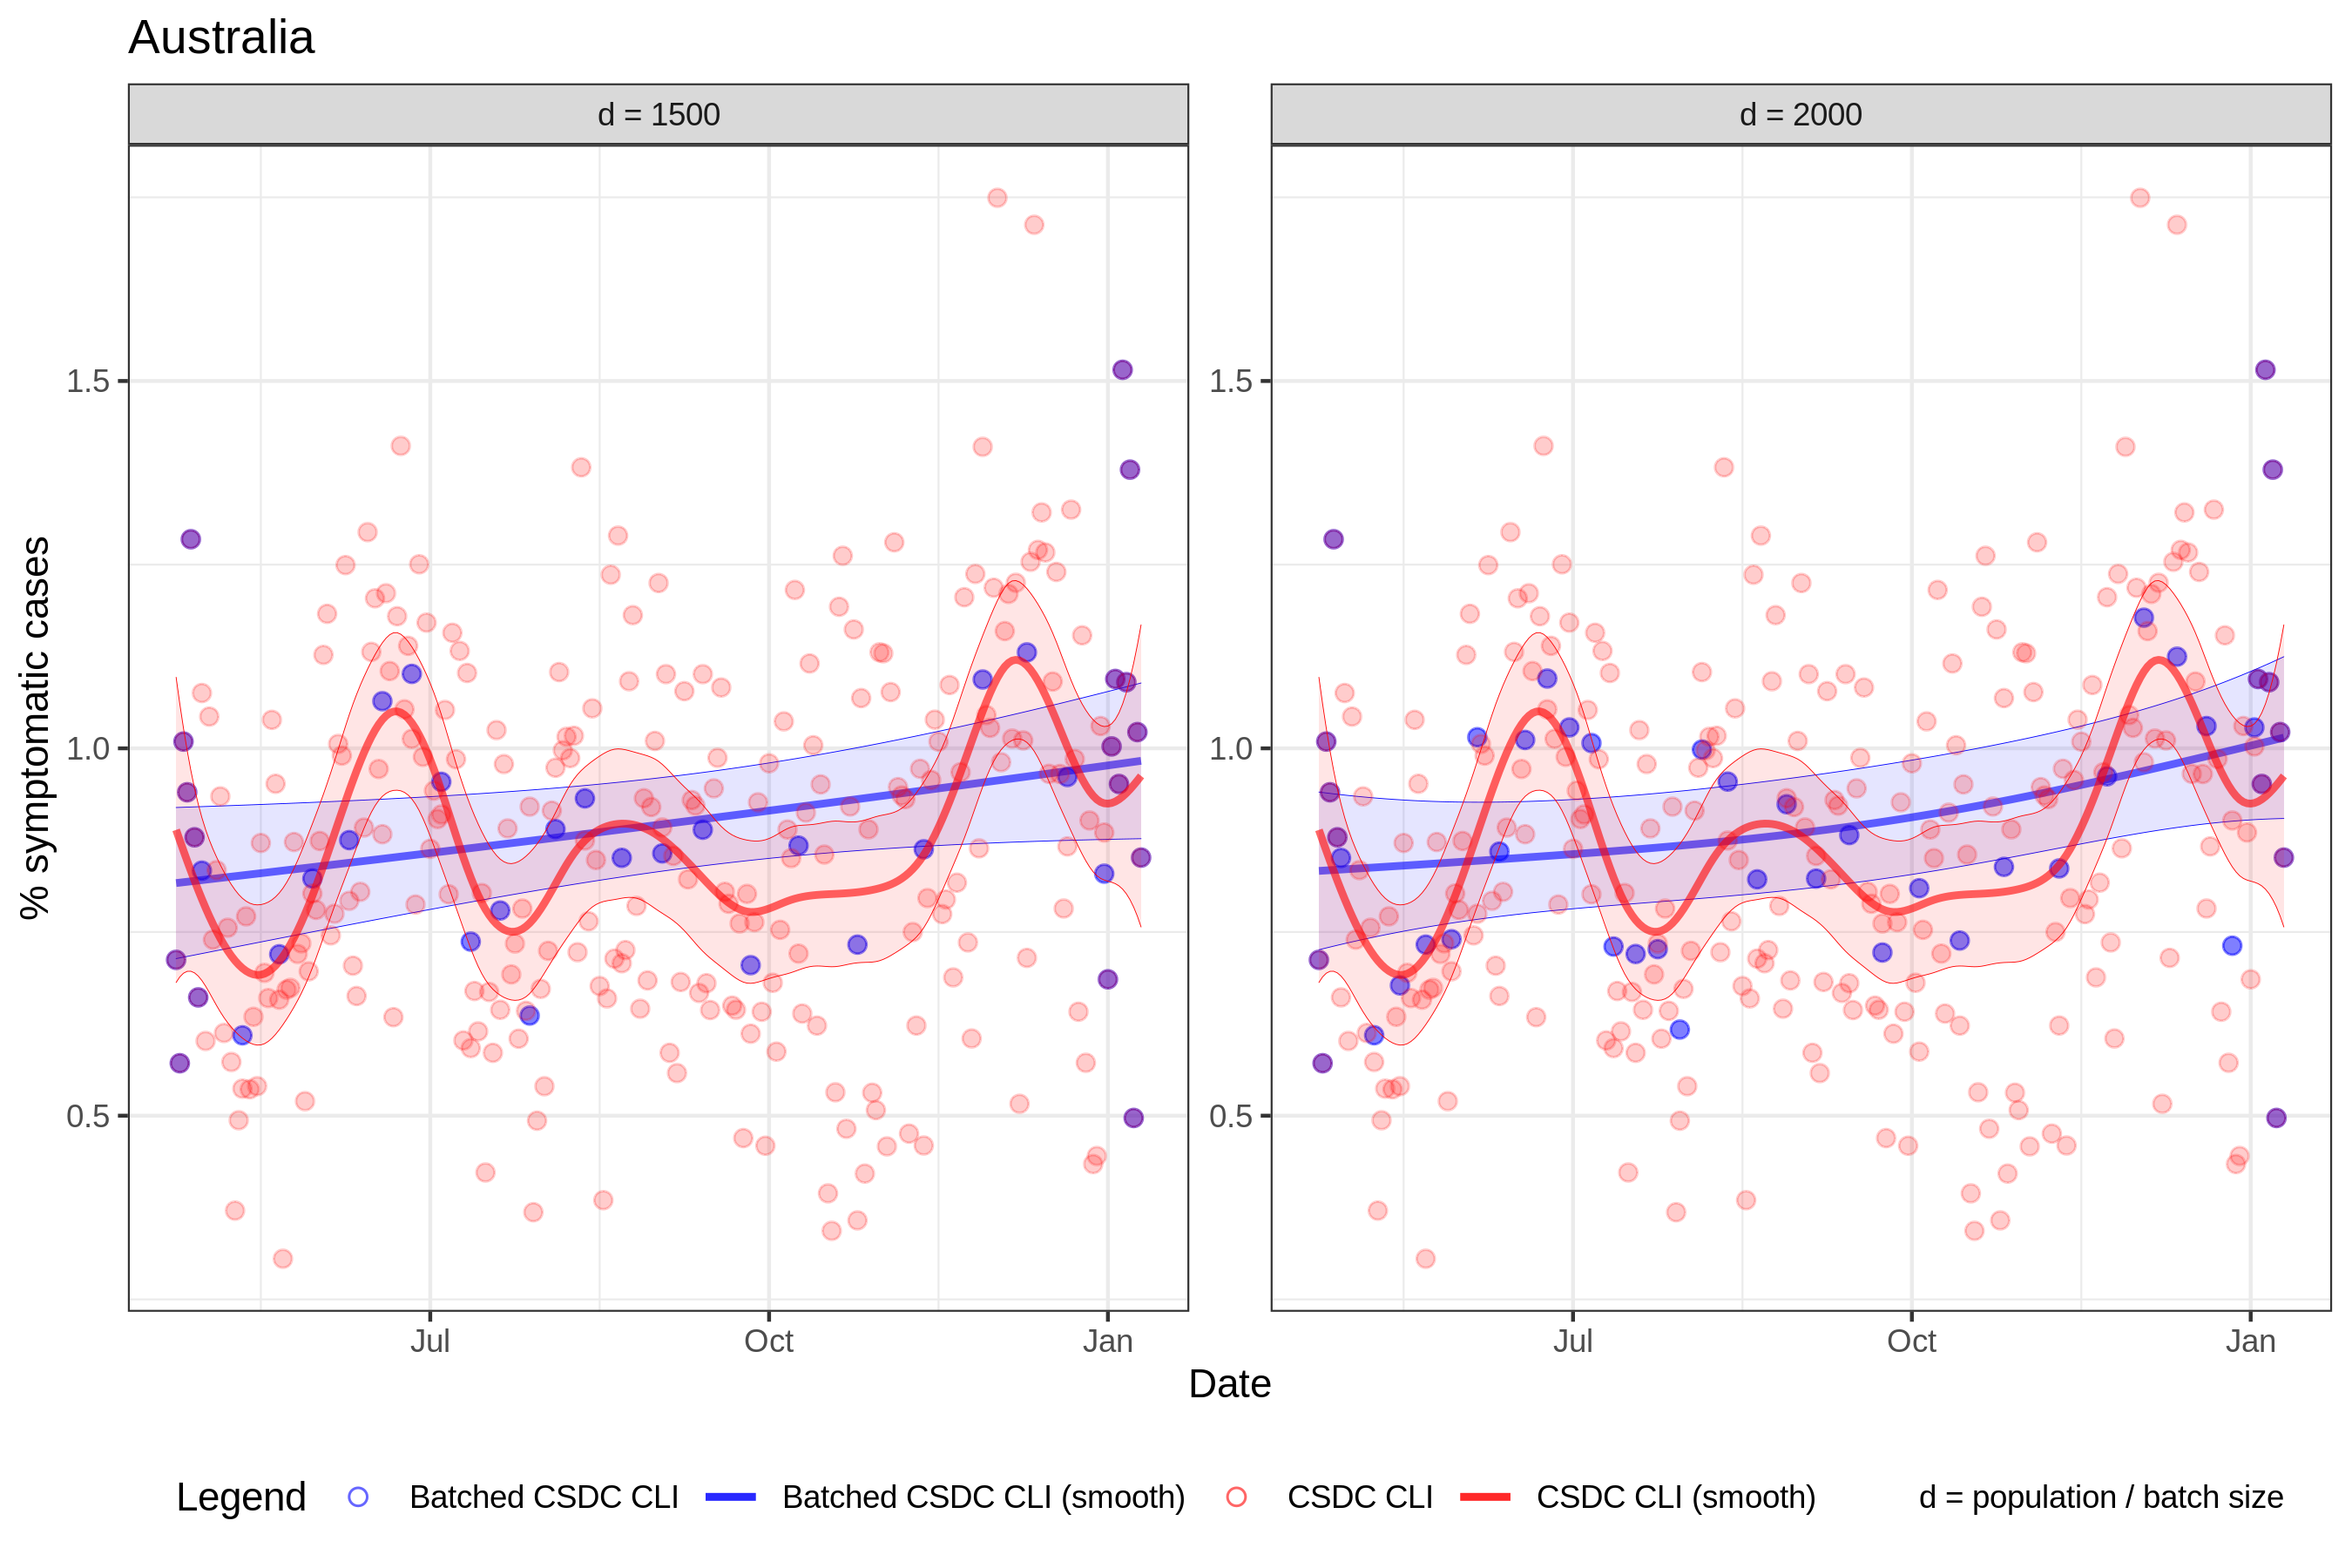 Australia
d = 1500
d = 2000
% symptomatic cases
1.5
1.0
0.5
1.5
1.0
0.5
Jul
Oct
Jan
Jul
Oct
Jan
Date
Legend
Batched CSDC CLI
Batched CSDC CLI (smooth)
CSDC CLI
CSDC CLI (smooth)
d = population / batch size